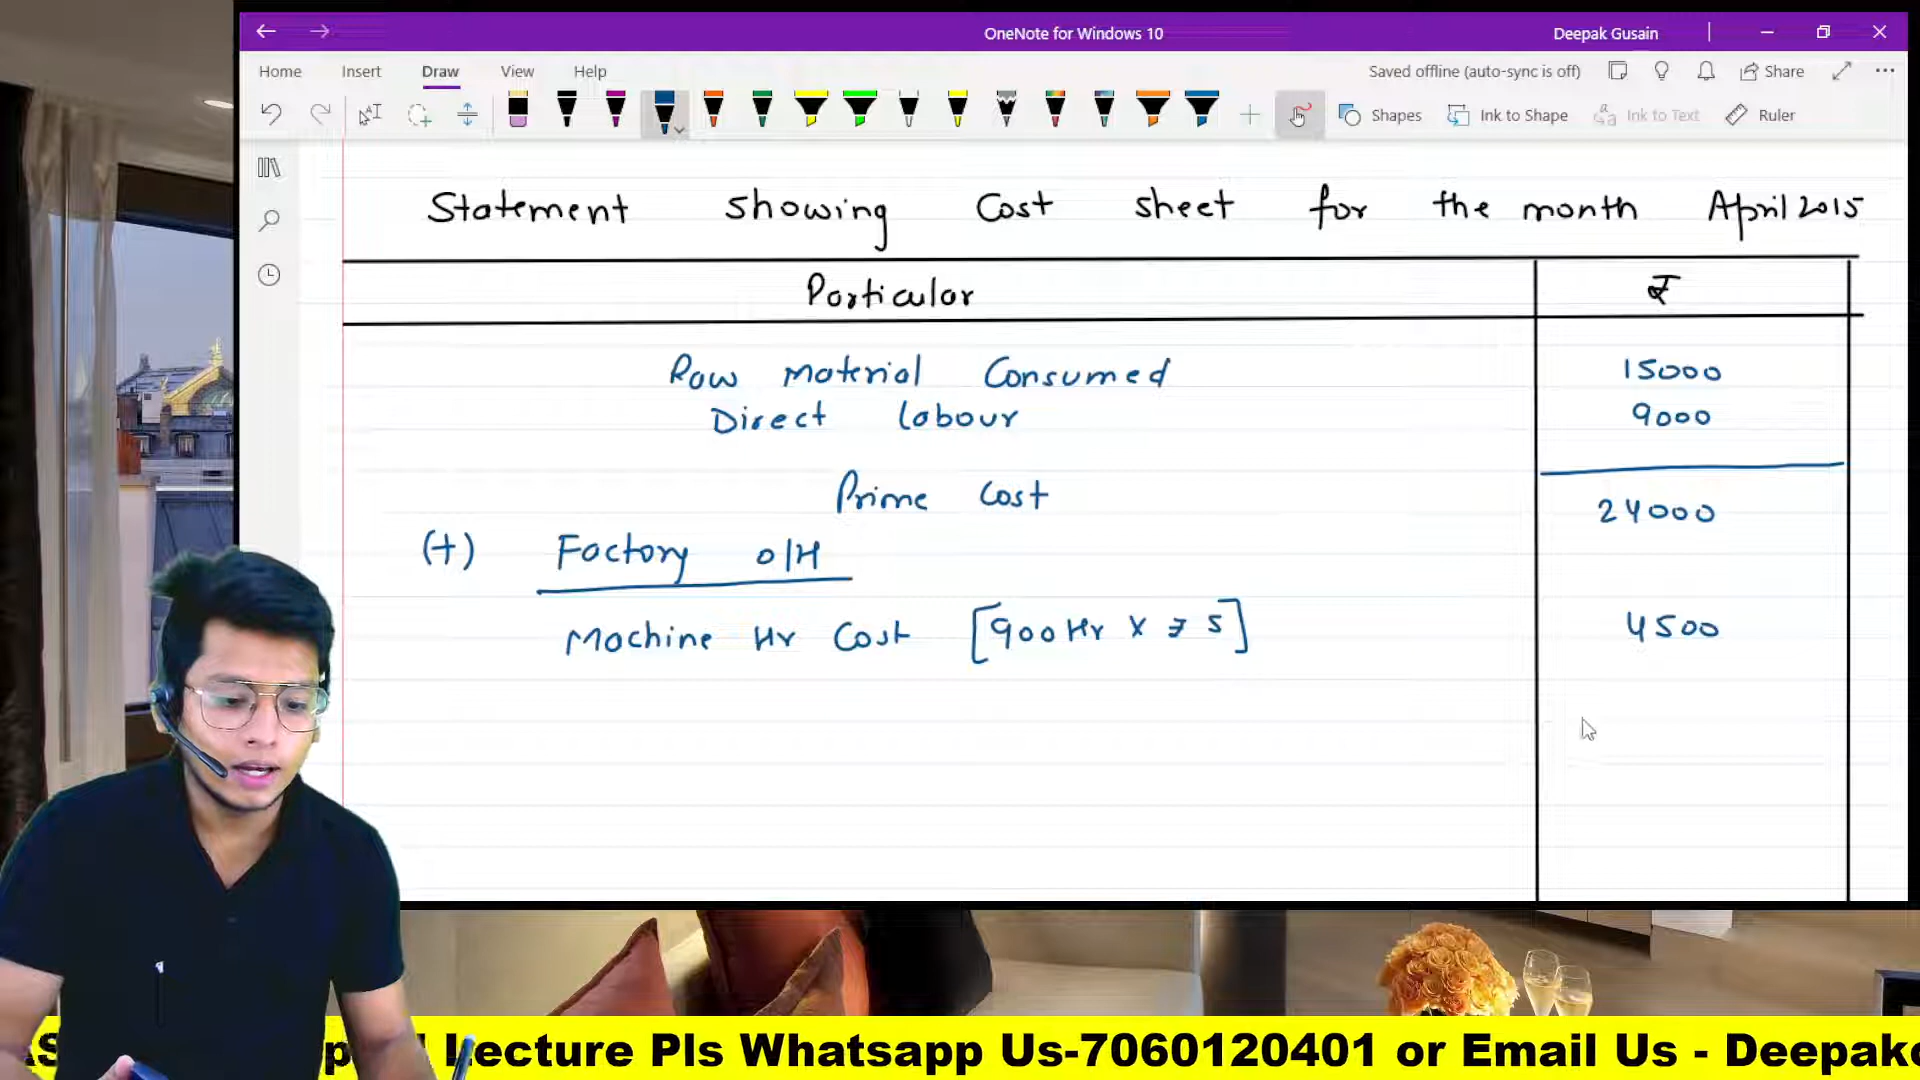 OneNote for Windows 10
Deepak Gusain
Home Insert Draw View Help
Saved offline (auto-sync is off)
Share
Shapes Ink to Shape Ink to Text Ruler
Statement Showing Cost sheet for the month April 2015
Particular ₹
Raw Material Consumed 15000
Direct labour 9000
Prime Cost 24000
(+) Factory o/H
Machine Hr Cost [900 Hr x ₹ 5] 4500
Lecture Pls Whatsapp Us-7060120401 or Email Us -